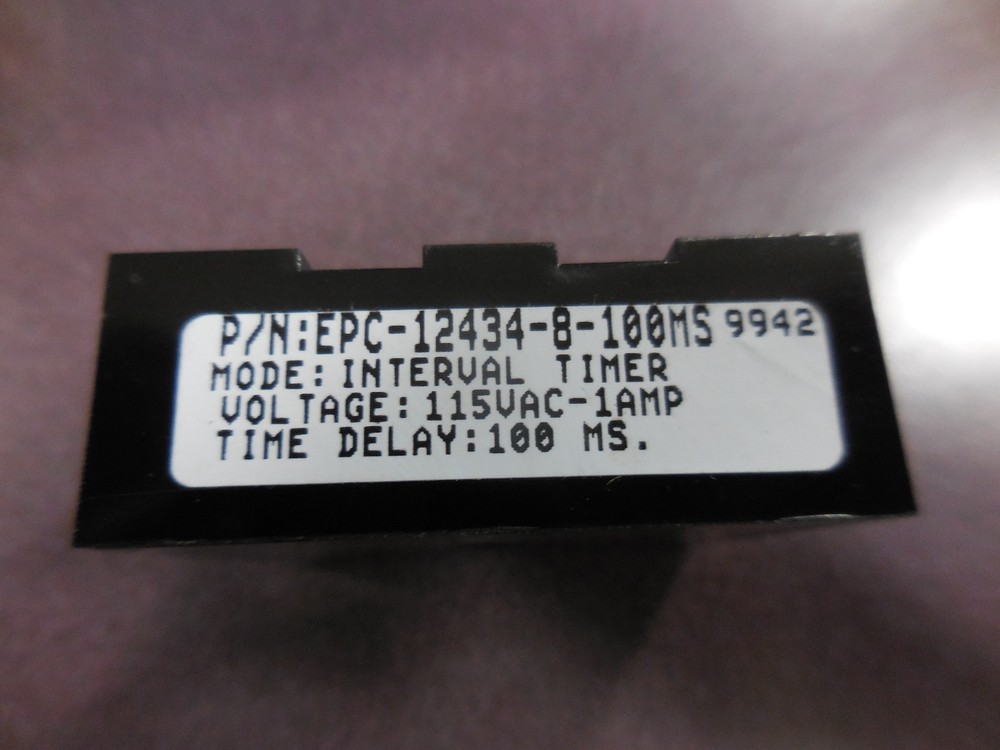 P/N:EPC-12434-8-100MS 9942
MODE: INTERVAL TIMER
VOLTAGE: 115VAC-1AMP
TIME DELAY:100 MS.